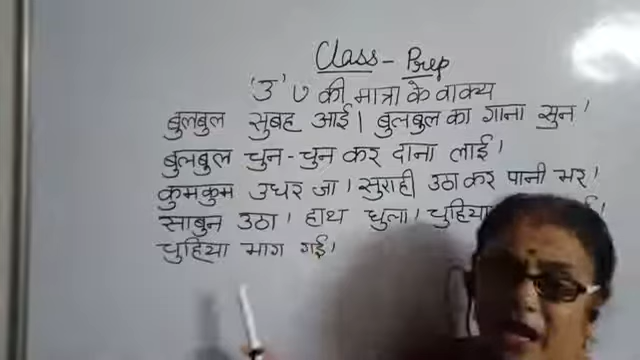 Class - Prep
'उ' ु की मात्रा के वाक्य
बुलबुल सुबह आई। बुलबुल का गाना सुन।
बुलबुल चुन-चुन कर दाना लाई।
कुमकुम उधर जा। सुराही उठा कर पानी भर।
साबुन उठा। हाथ धुला। चुहिया
चुहिया भाग गई।